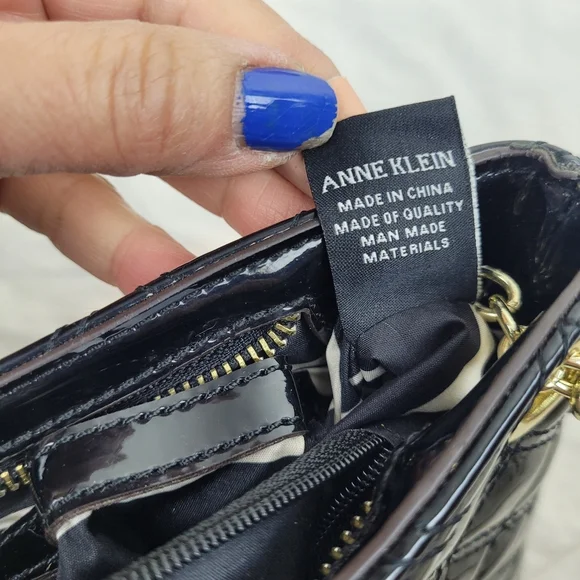 ANNE KLEIN
MADE IN CHINA
MADE OF QUALITY
MAN MADE
MATERIALS